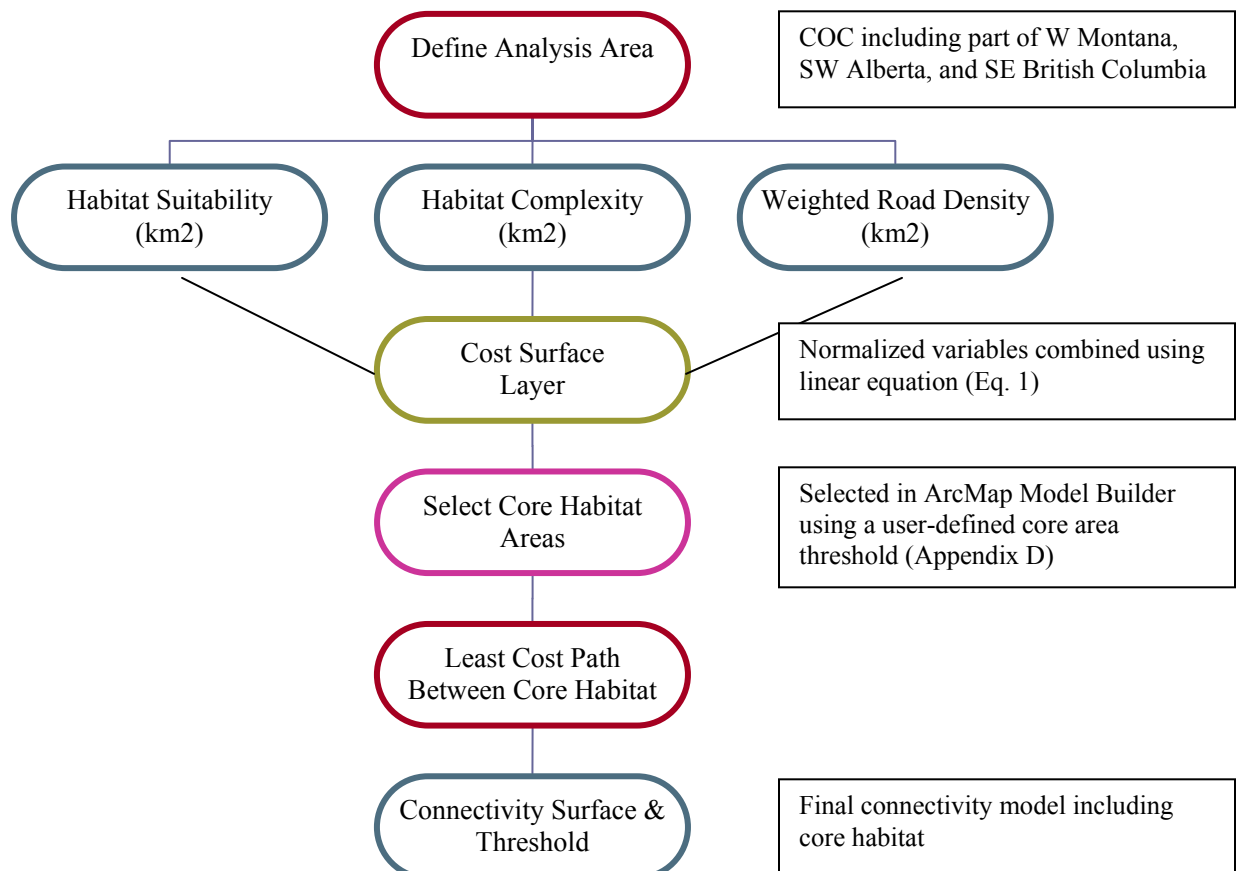 Define Analysis Area
COC including part of W Montana,
SW Alberta, and SE British Columbia
Habitat Suitability
(km2)
Habitat Complexity
(km2)
Weighted Road Density
(km2)
Cost Surface
Layer
Normalized variables combined using
linear equation (Eq. 1)
Select Core Habitat
Areas
Selected in ArcMap Model Builder
using a user-defined core area
threshold (Appendix D)
Least Cost Path
Between Core Habitat
Connectivity Surface &
Threshold
Final connectivity model including
core habitat